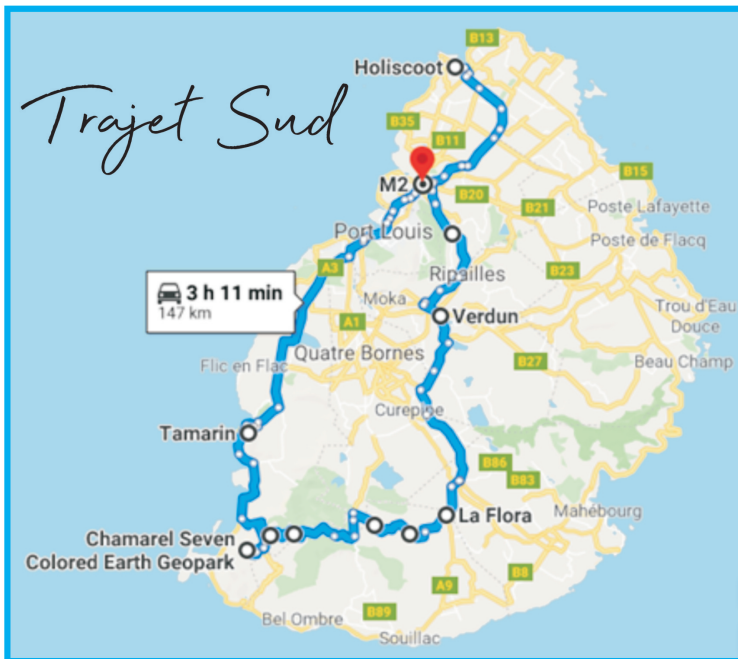 B13
Holiscoot
Trajet Sud
B35
B11
M2
B15
B20
B21
Poste Lafayette
Port Louis
Poste de Flacq
A3
Ripailles
B23
3 h 11 min
147 km
Moka
Trou d'Eau
Douce
Verdun
A1
Quatre Bornes
Flic en Flac
B27
Beau Champ
Curepipe
Tamarin
B86
B83
La Flora
Mahébourg
Chamarel Seven
Colored Earth Geopark
B8
A9
Bel Ombre
B89
Souillac